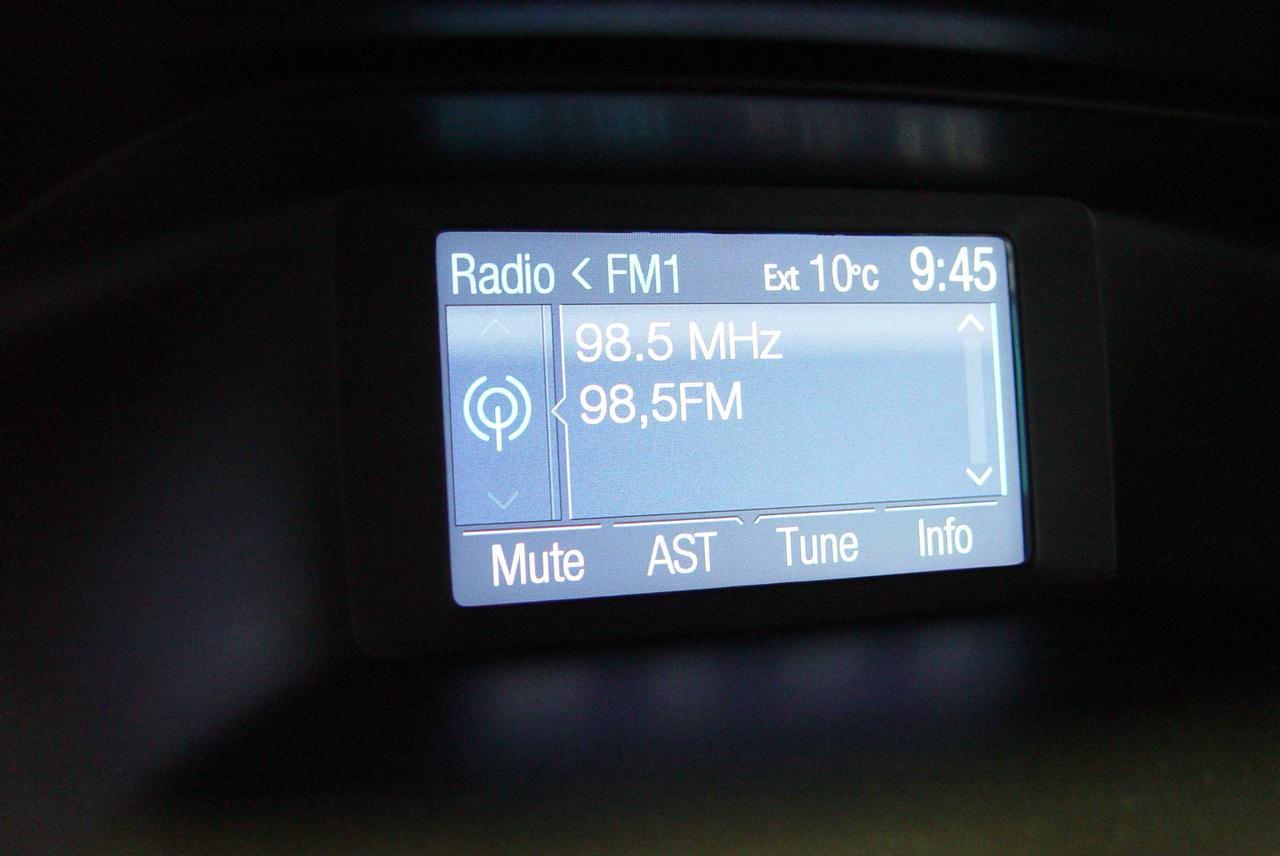 Radio < FM1 Ext 10°C 9:45
98.5 MHz
98,5FM
Mute AST Tune Info